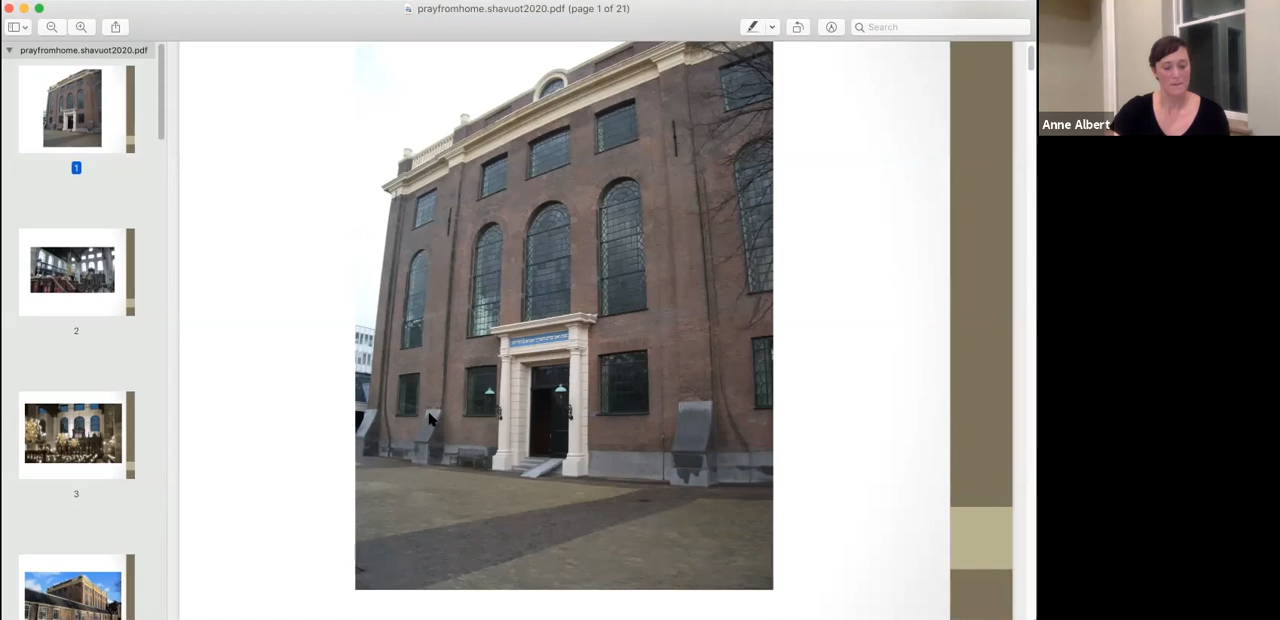 prayfromhome.shavuot2020.pdf (page 1 of 21)
Search
prayfromhome.shavuot2020.pdf
1
2
3
Anne Albert